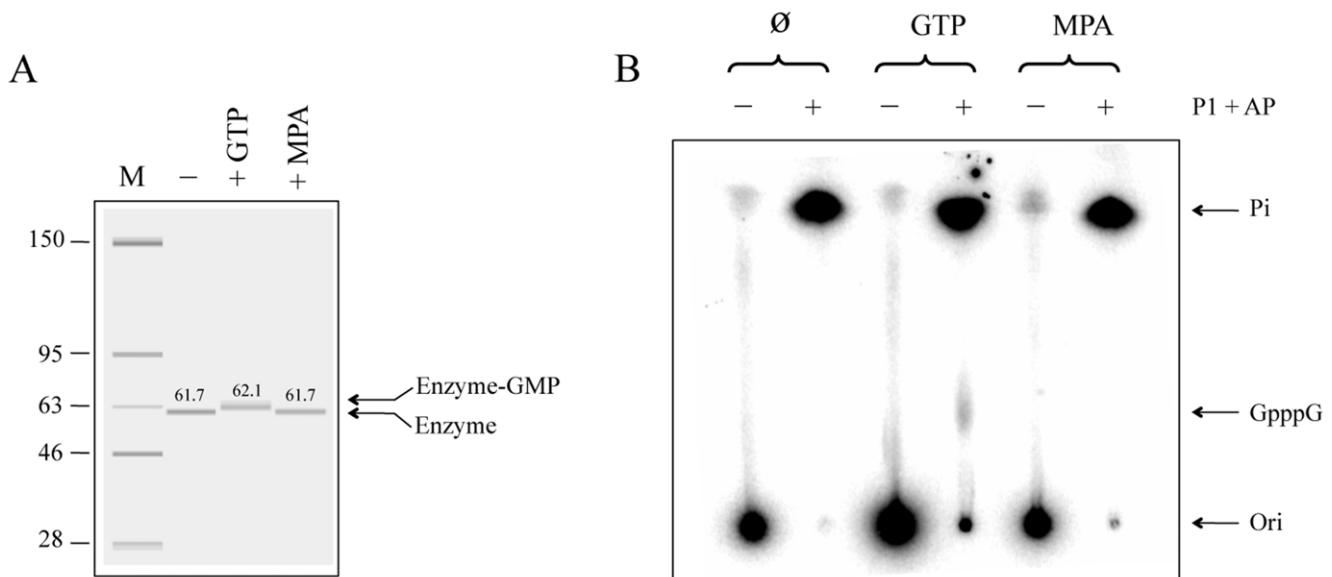 A
M
–
+ GTP
+ MPA
150
95
63
46
28
61.7
62.1
61.7
Enzyme-GMP
Enzyme
B
Ø GTP MPA
– + – + – + P1 + AP
Pi
GpppG
Ori